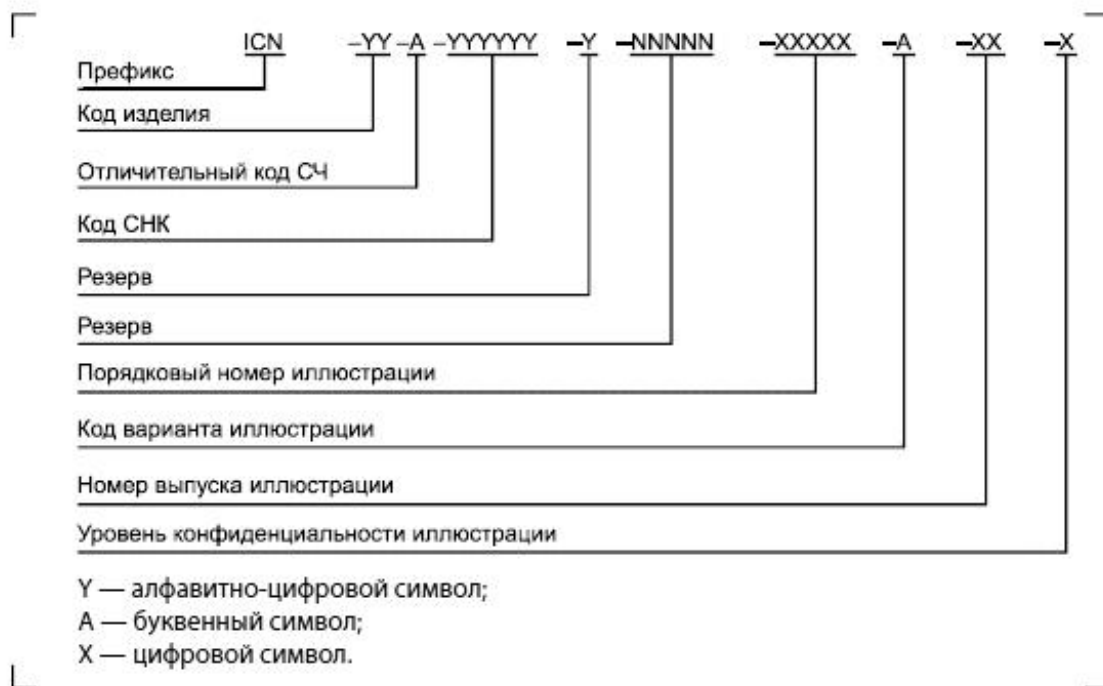 ICN –YY –A –YYYYYY –Y –NNNNN –XXXXX –A –XX –X
Префикс
Код изделия
Отличительный код СЧ
Код СНК
Резерв
Резерв
Порядковый номер иллюстрации
Код варианта иллюстрации
Номер выпуска иллюстрации
Уровень конфиденциальности иллюстрации
Y — алфавитно-цифровой символ;
A — буквенный символ;
X — цифровой символ.